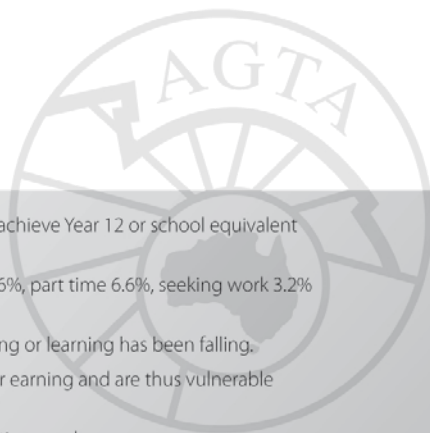 AGTA
achieve Year 12 or school equivalent
6%, part time 6.6%, seeking work 3.2%
ng or learning has been falling.
r earning and are thus vulnerable